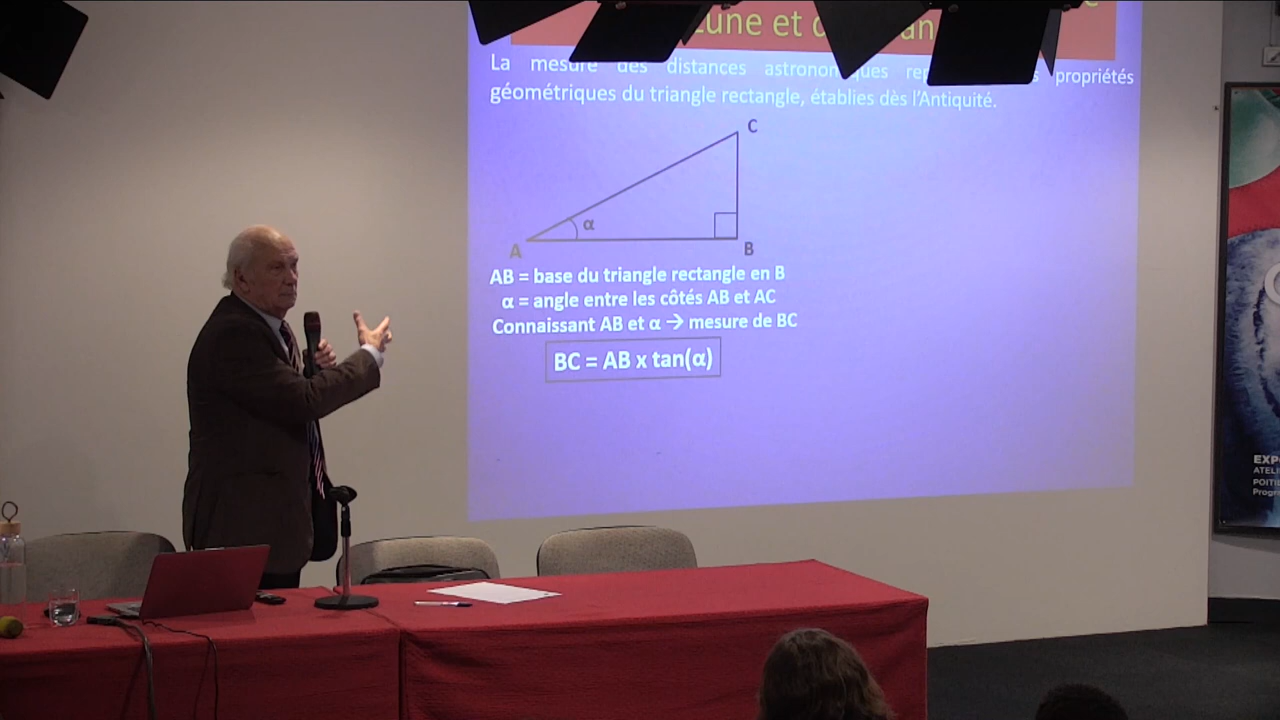 une et
La mesure des distances astronomiques propriétés
géométriques du triangle rectangle, établies dès l'Antiquité.
C
α
A
B
AB = base du triangle rectangle en B
α = angle entre les côtés AB et AC
Connaissant AB et α → mesure de BC
BC = AB x tan(α)
EXPO
ATELI
POITIE
Progr